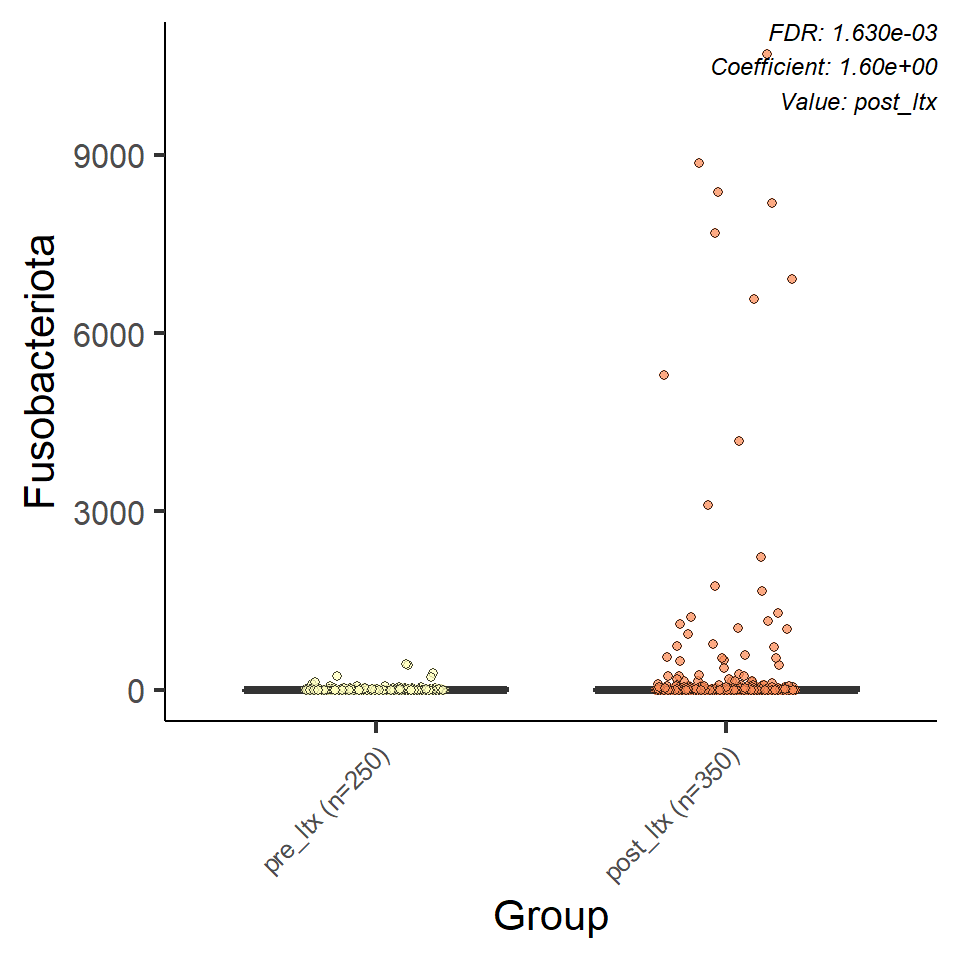 FDR: 1.630e-03
Coefficient: 1.60e+00
Value: post_ltx
Fusobacteriota
9000
6000
3000
0
pre_ltx (n=250)
post_ltx (n=350)
Group